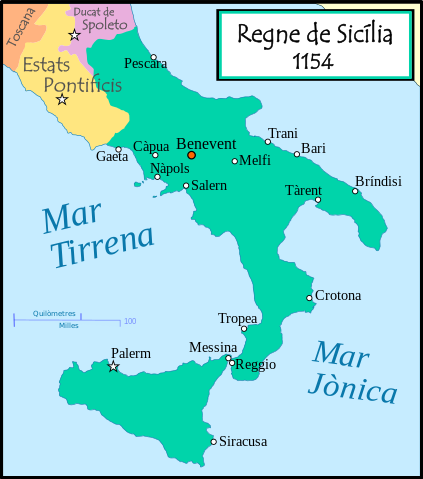 Regne de Sicília
1154
Toscana
Ducat de
Spoleto
Estats
Pontificis
Pescara
Gaeta
Càpua
Benevent
Nàpols
Salern
Melfi
Trani
Bari
Tàrent
Bríndisi
Mar
Tirrena
Quilòmetres
Milles
100
Crotona
Tropea
Messina
Reggio
Palerm
Mar
Jònica
Siracusa